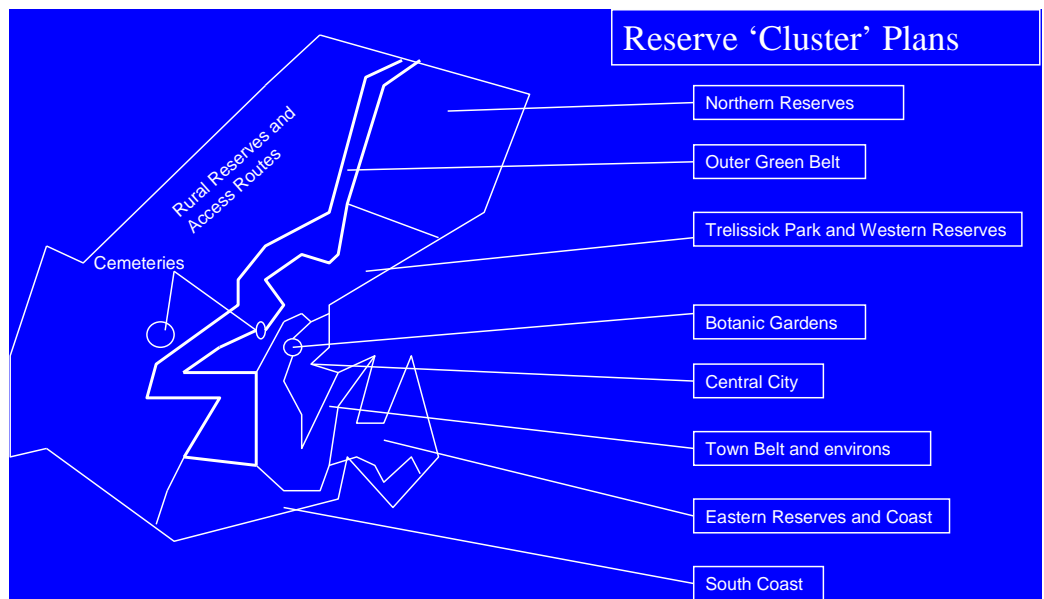 Reserve ‘Cluster’ Plans
Northern Reserves
Rural Reserves and
Access Routes
Outer Green Belt
Trelissick Park and Western Reserves
Cemeteries
Botanic Gardens
Central City
Town Belt and environs
Eastern Reserves and Coast
South Coast